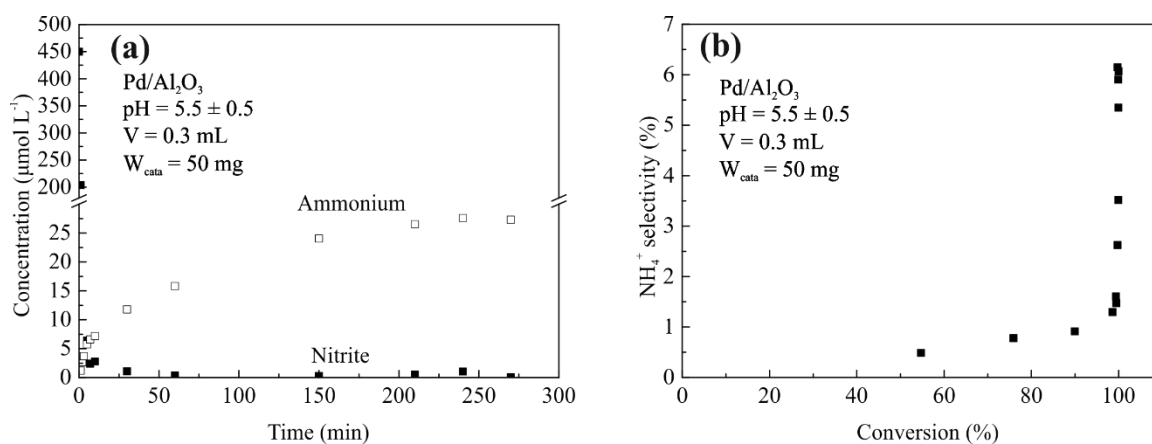 (a)
Pd/Al₂O₃
pH = 5.5 ± 0.5
V = 0.3 mL
W_cata = 50 mg
Ammonium
Nitrite
Concentration (μmol L⁻¹)
500
450
400
350
300
250
200
25
20
15
10
5
0
0 50 100 150 200 250 300
Time (min)
(b)
Pd/Al₂O₃
pH = 5.5 ± 0.5
V = 0.3 mL
W_cata = 50 mg
NH₄⁺ selectivity (%)
7
6
5
4
3
2
1
0
0 20 40 60 80 100
Conversion (%)